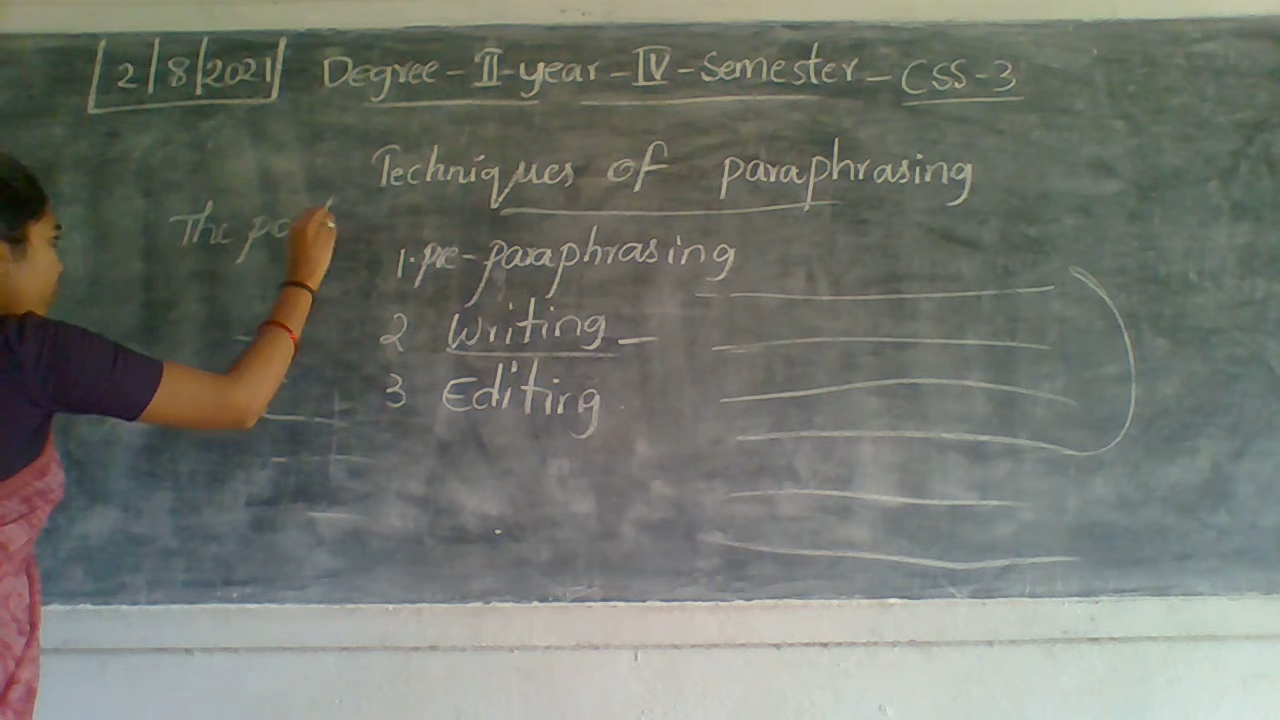 2/8/2021 Degree - II - year - IV - Semester - CSS - 3
Techniques of paraphrasing
The
1. pre-paraphrasing
2 Writing
3 Editing